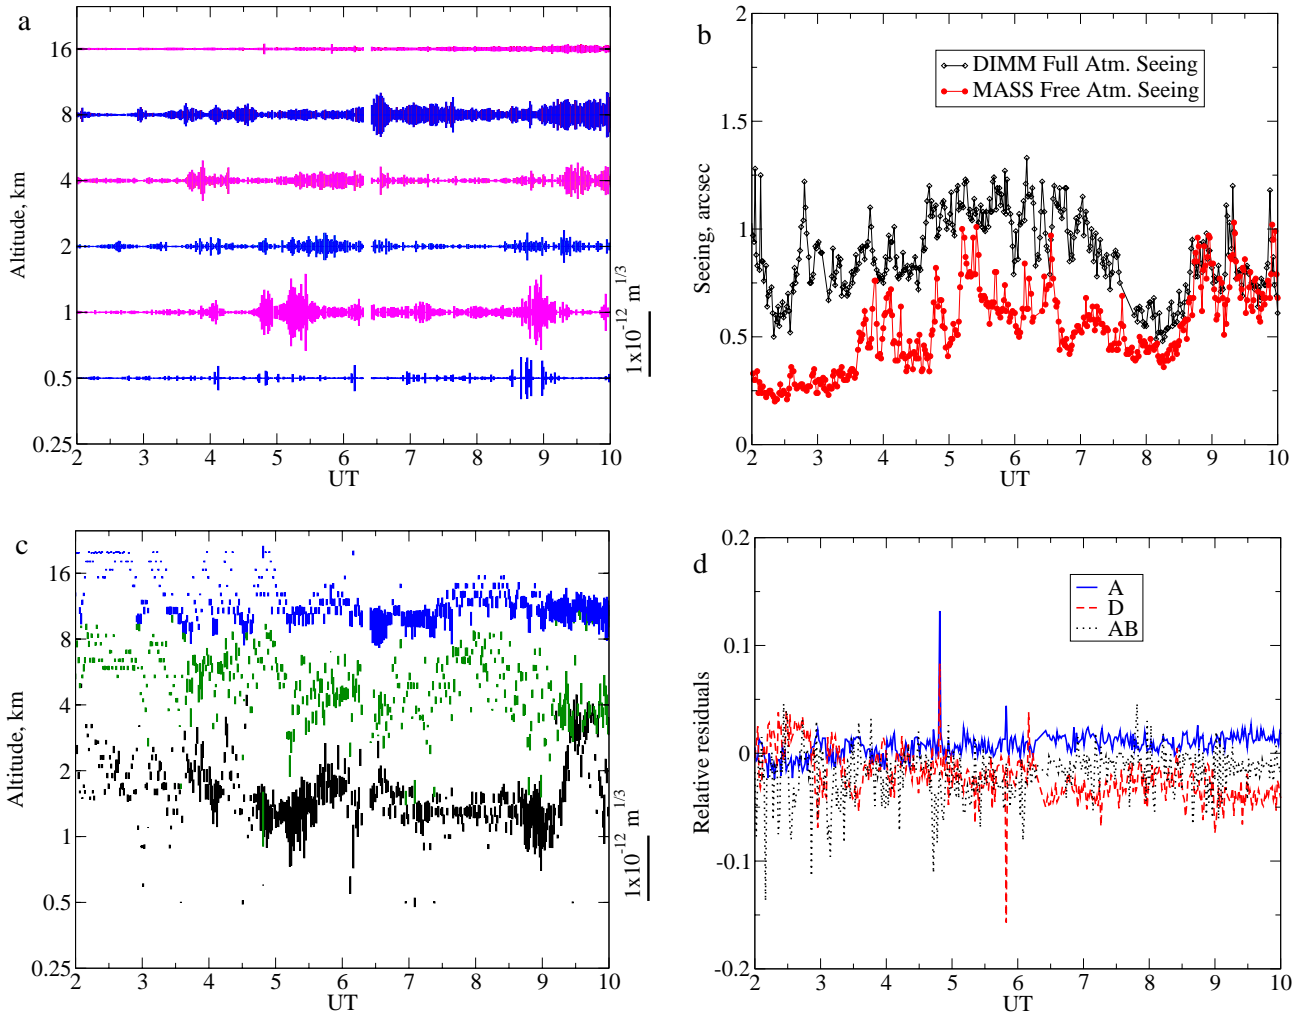 a
Altitude, km
16
8
4
2
1
0.5
0.25
2 3 4 5 6 7 8 9 10
UT
1x10^-12 m^1/3
b
Seeing, arcsec
2
1.5
1
0.5
0
DIMM Full Atm. Seeing
MASS Free Atm. Seeing
2 3 4 5 6 7 8 9 10
UT
c
Altitude, km
16
8
4
2
1
0.5
0.25
2 3 4 5 6 7 8 9 10
UT
1x10^-12 m^1/3
d
Relative residuals
0.2
0.1
0
-0.1
-0.2
A
D
AB
2 3 4 5 6 7 8 9 10
UT